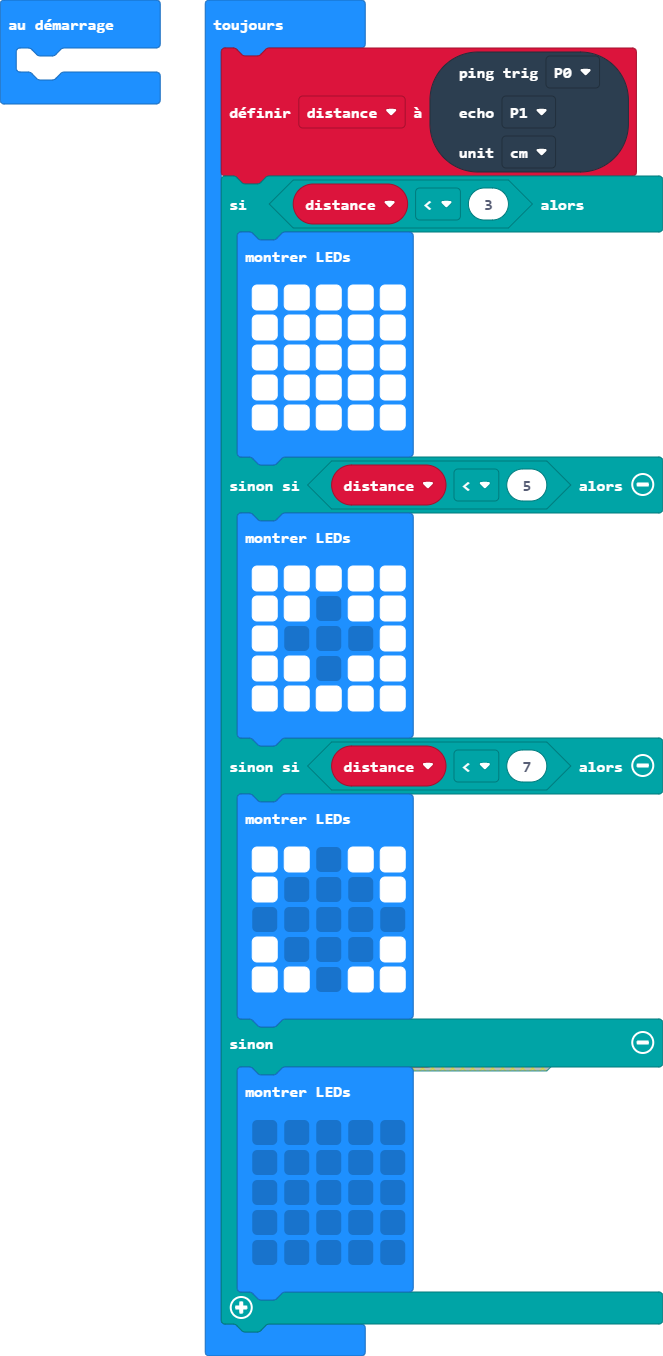 au démarrage
toujours
définir distance à ping trig P0
echo P1
unit cm
si distance < 3 alors
montrer LEDs
sinon si distance < 5 alors
montrer LEDs
sinon si distance < 7 alors
montrer LEDs
sinon
montrer LEDs